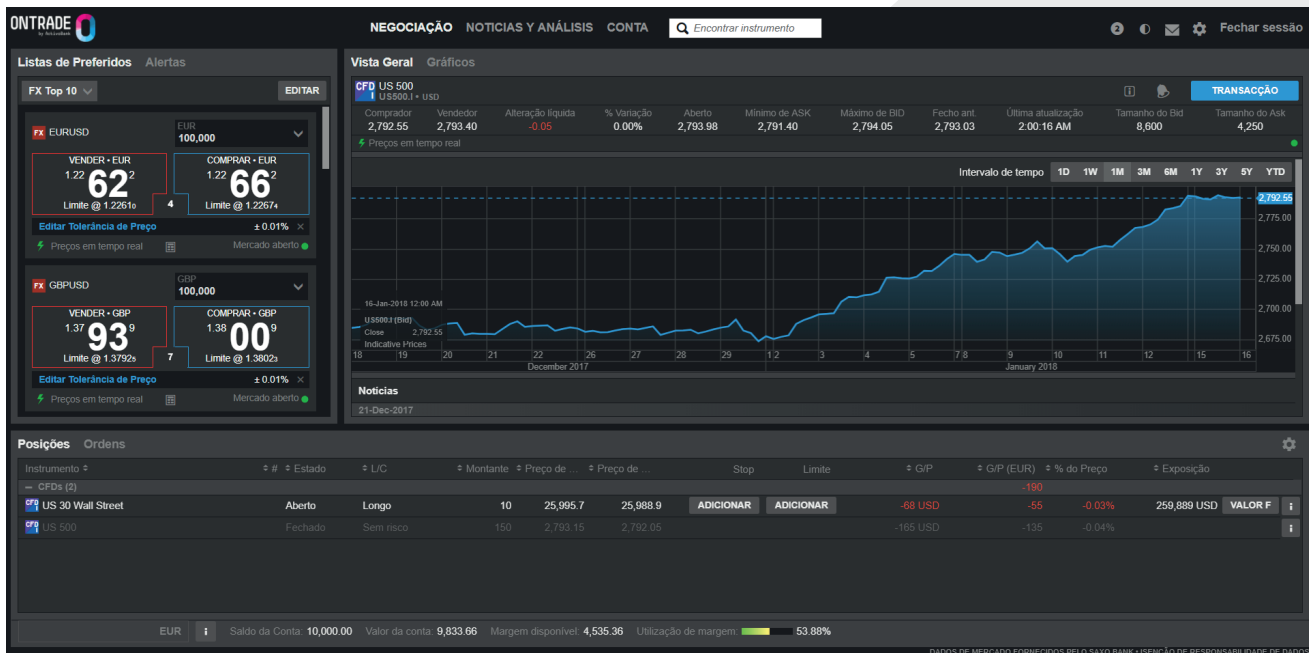 ONTRADE
by ActivoBank
NEGOCIAÇÃO NOTICIAS Y ANÁLISIS CONTA Encontrar instrumento 2 Fechar sessão
Listas de Preferidos Alertas
FX Top 10 EDITAR
FX EURUSD
EUR
100,000
VENDER • EUR COMPRAR • EUR
1.22 62 2 1.22 66 2
Limite @ 1.22610 4 Limite @ 1.22674
Editar Tolerância de Preço ± 0.01% ×
Preços em tempo real Mercado aberto
FX GBPUSD
GBP
100,000
VENDER • GBP COMPRAR • GBP
1.37 93 9 1.38 00 9
Limite @ 1.37925 7 Limite @ 1.38023
Editar Tolerância de Preço ± 0.01% ×
Preços em tempo real Mercado aberto
Vista Geral Gráficos
CFD I US 500
US500.I • USD
TRANSACÇÃO
Comprador Vendedor Alteração líquida % Variação Aberto Mínimo de ASK Máximo de BID Fecho ant. Última atualização Tamanho do Bid Tamanho do Ask
2,792.55 2,793.40 -0.05 0.00% 2,793.98 2,791.40 2,794.05 2,793.03 2:00:16 AM 8,600 4,250
Preços em tempo real
Intervalo de tempo 1D 1W 1M 3M 6M 1Y 3Y 5Y YTD
2,792.55
2,775.00
2,750.00
2,725.00
2,700.00
2,675.00
16-Jan-2018 12:00 AM
US500.I (Bid)
Close 2,792.55
Indicative Prices
18 19 20 21 22 26 27 28 29 1 2 3 4 5 7 8 9 10 11 12 15 16
December 2017 January 2018
Noticias
21-Dec-2017
Posições Ordens
Instrumento # Estado L/C Montante Preço de ... Preço de ... Stop Limite G/P G/P (EUR) % do Preço Exposição
CFDs (2) -190
CFD I US 30 Wall Street Aberto Longo 10 25,995.7 25,988.9 ADICIONAR ADICIONAR -68 USD -55 -0.03% 259,889 USD VALOR F i
CFD I US 500 Fechado Sem risco 150 2,793.15 2,792.05 -165 USD -135 -0.04% i
EUR i Saldo da Conta: 10,000.00 Valor da conta: 9,833.66 Margem disponível: 4,535.36 Utilização de margem: 53.88%
DADOS DE MERCADO FORNECIDOS PELO SAXO BANK • ISENÇÃO DE RESPONSABILIDADE DE DADOS